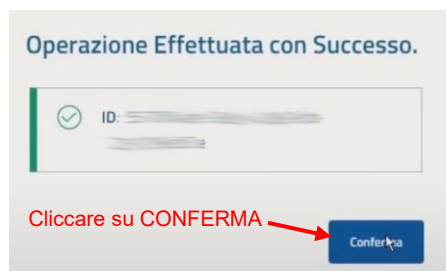 Operazione Effettuata con Successo.
ID:
Cliccare su CONFERMA
Conferma